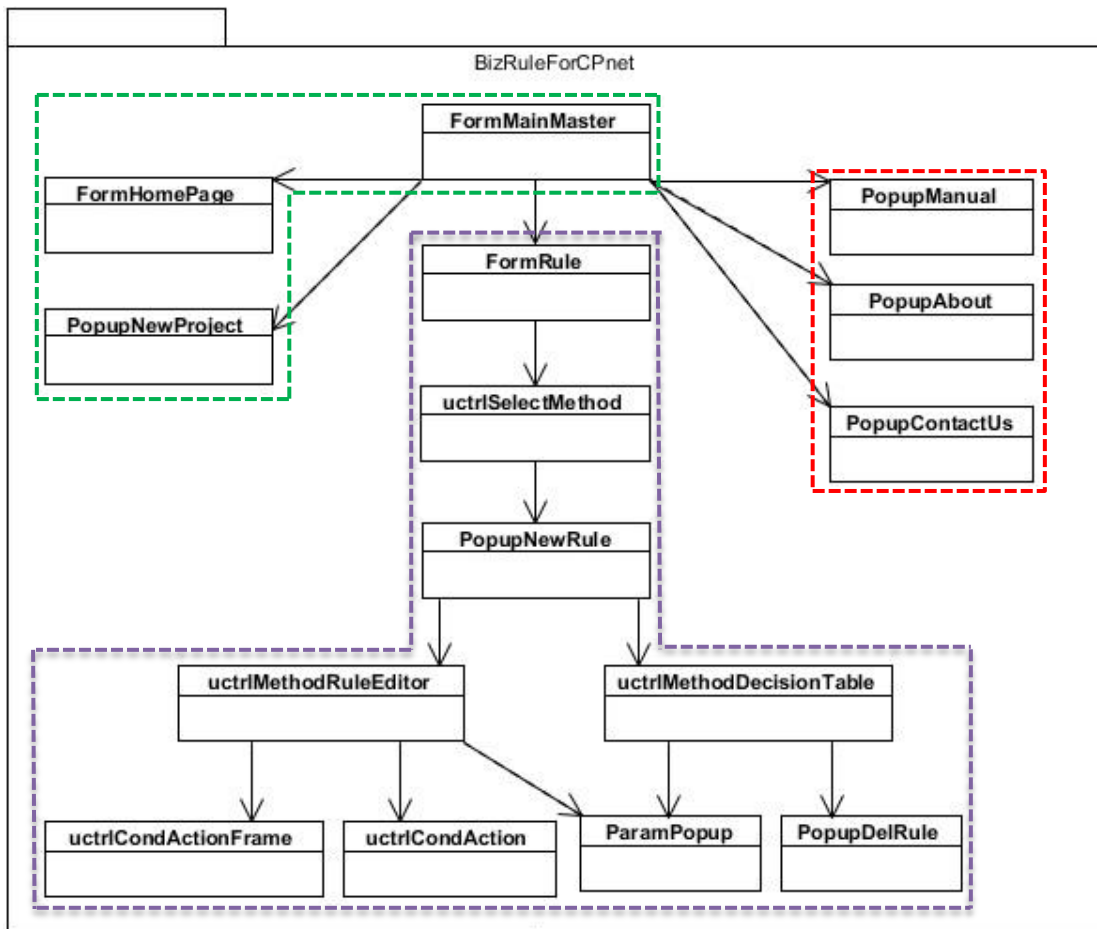 BizRuleForCPnet
FormMainMaster
FormHomePage
PopupManual
FormRule
PopupAbout
PopupNewProject
uctrlSelectMethod
PopupContactUs
PopupNewRule
uctrlMethodRuleEditor
uctrlMethodDecisionTable
uctrlCondActionFrame
uctrlCondAction
ParamPopup
PopupDelRule